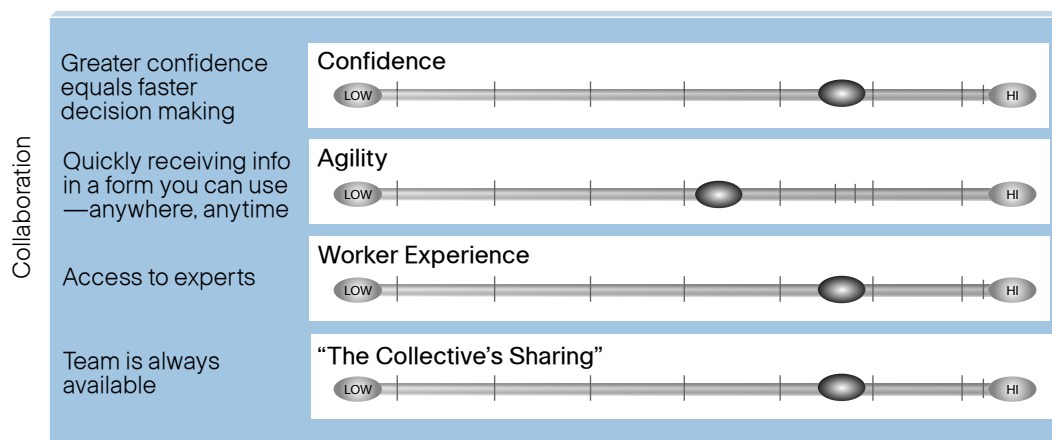 Collaboration
Greater confidence
equals faster
decision making
Confidence
LOW
HI
Quickly receiving info
in a form you can use
—anywhere, anytime
Agility
LOW
HI
Access to experts
Worker Experience
LOW
HI
Team is always
available
“The Collective’s Sharing”
LOW
HI